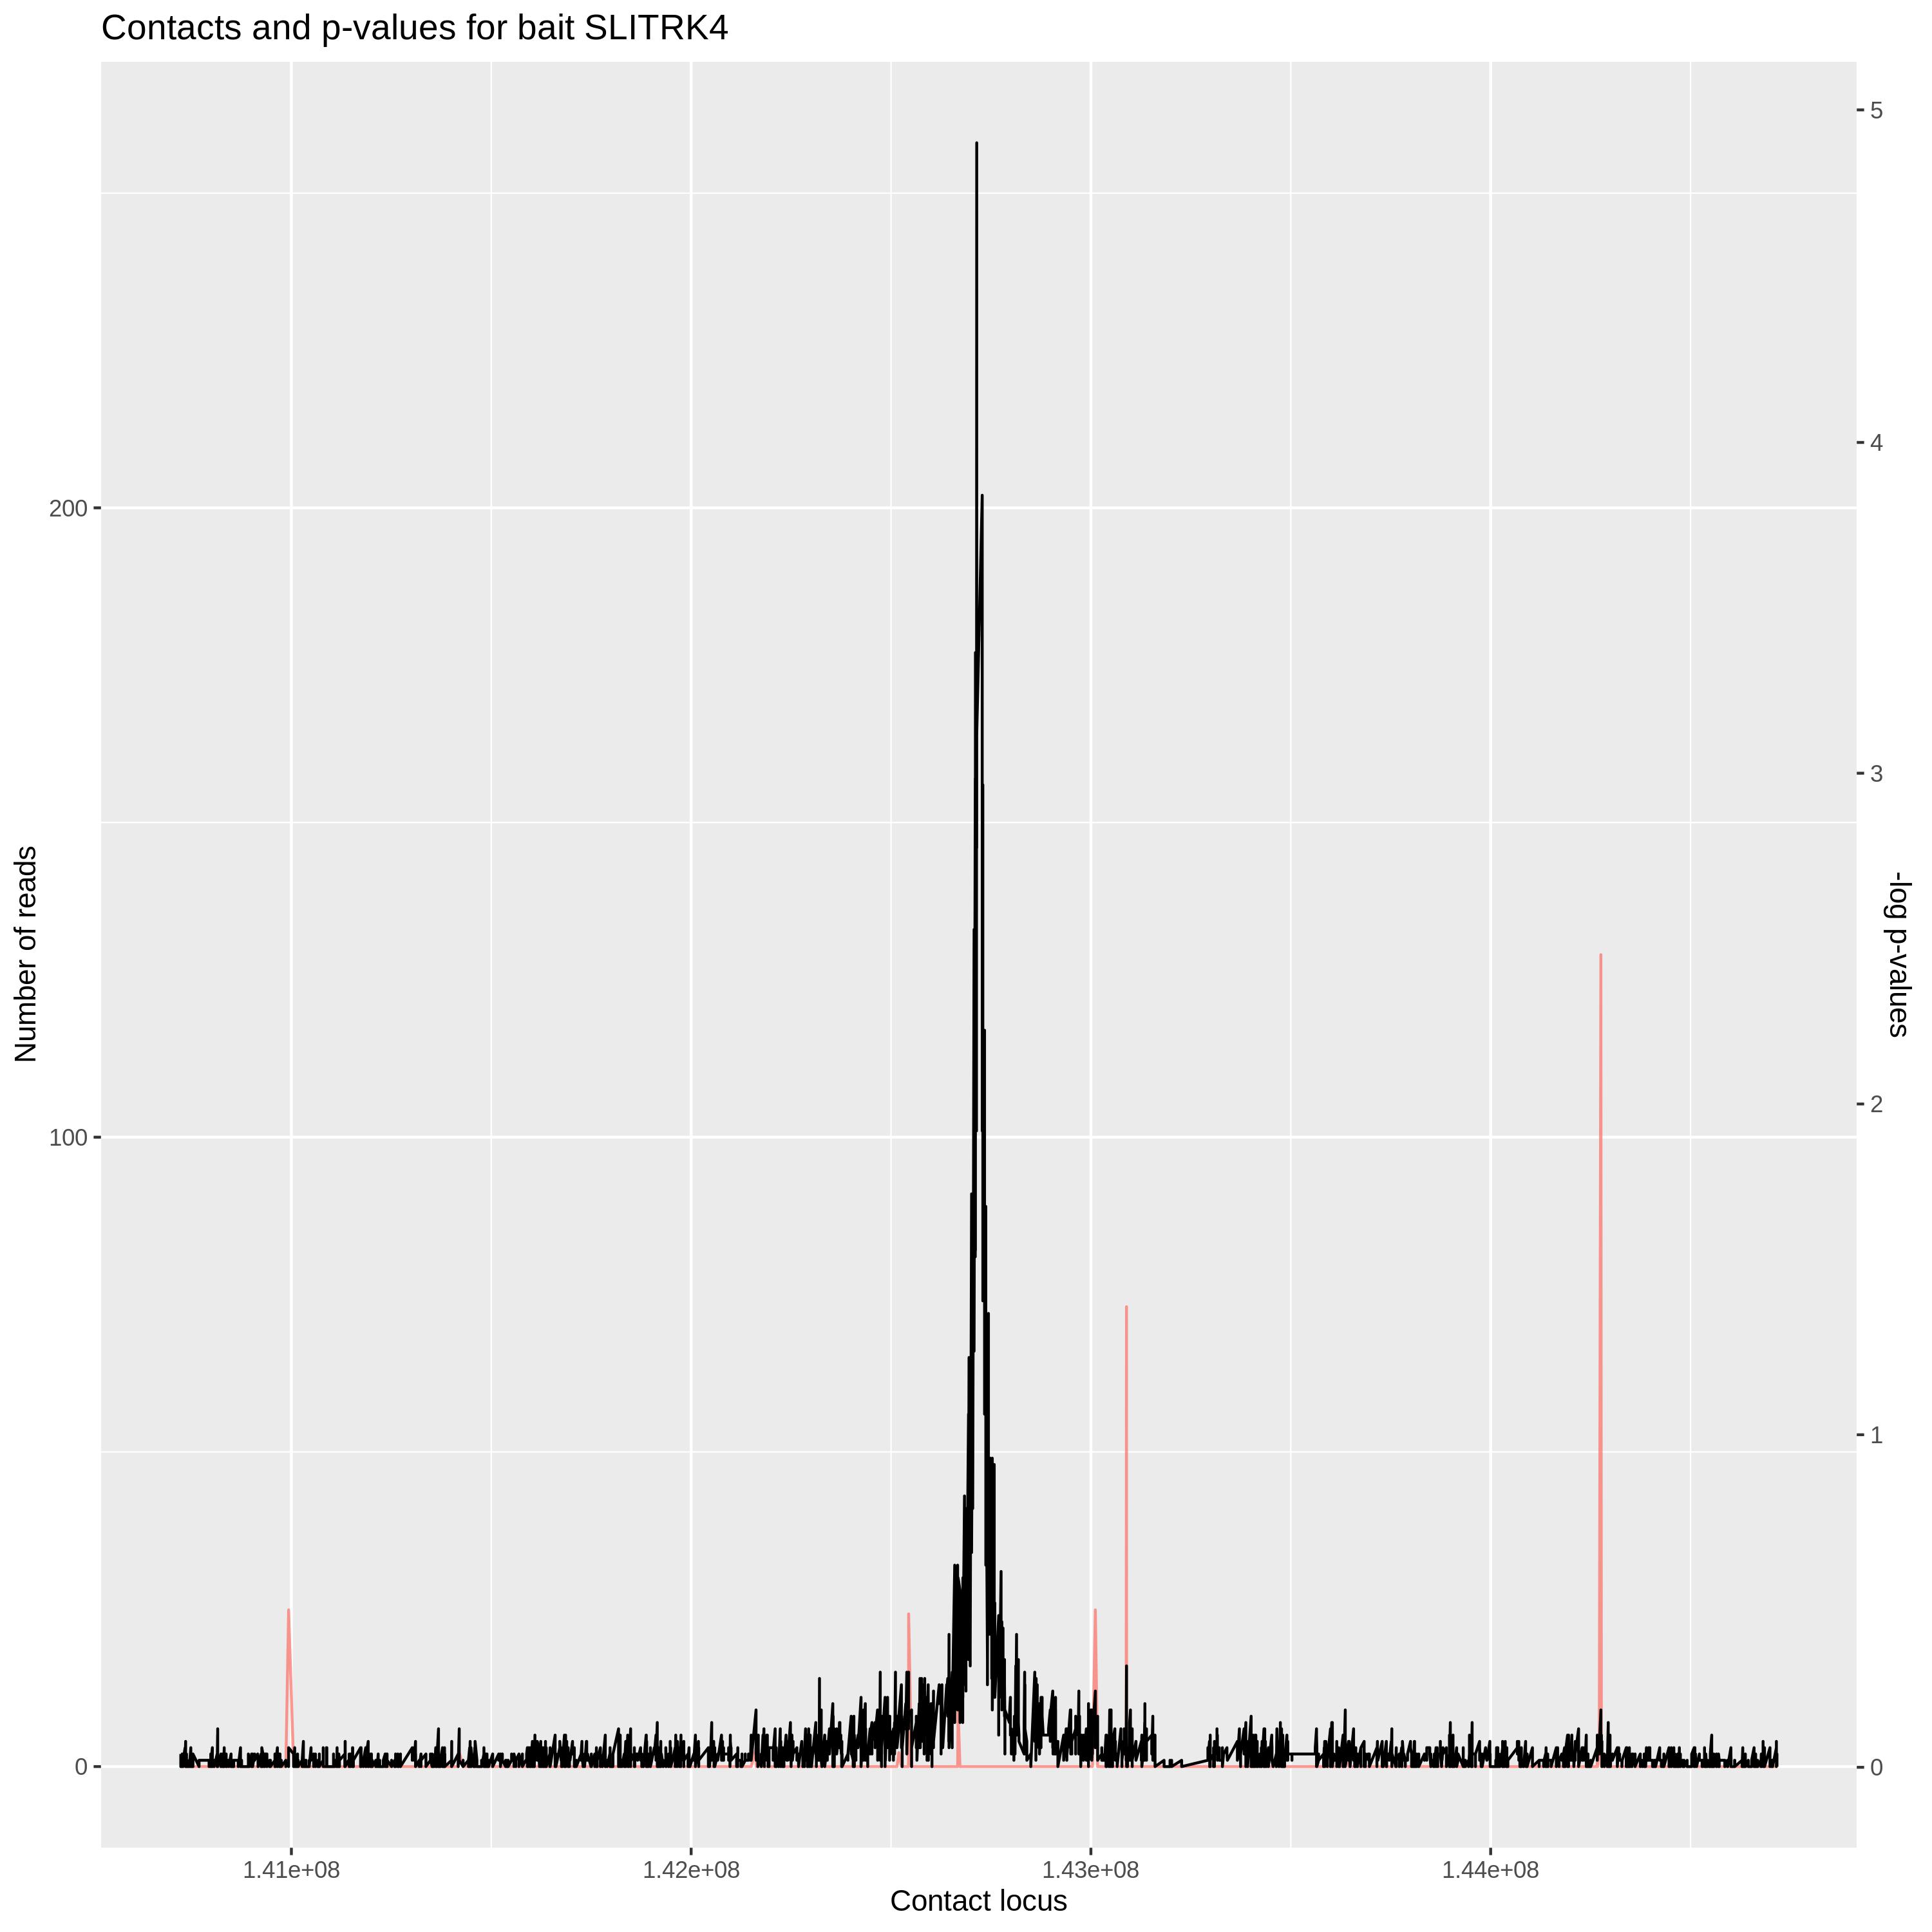 Contacts and p-values for bait SLITRK4
Number of reads
200
100
0
5
4
3
2
1
0
-log p-values
1.41e+08 1.42e+08 1.43e+08 1.44e+08
Contact locus